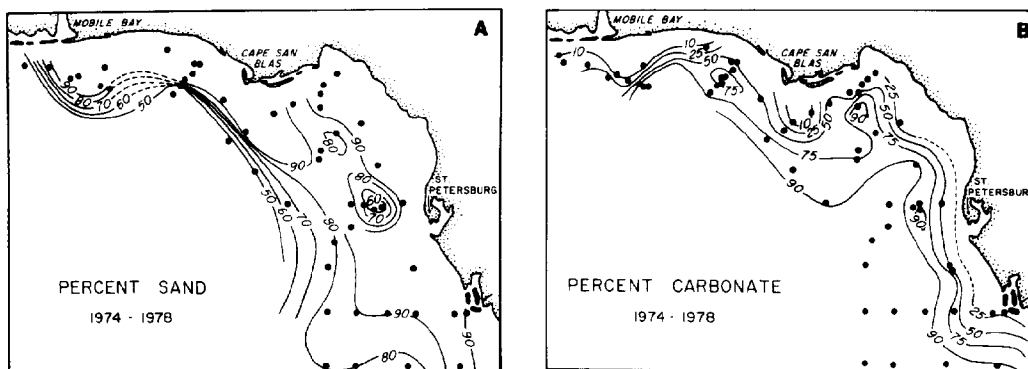 MOBILE BAY
A
CAPE SAN
BLAS
90
80
70
60
50
80
90
80
60
70
90
50
60
70
90
90
80
90
ST.
PETERSBURG
PERCENT SAND
1974 - 1978
MOBILE BAY
B
CAPE SAN
BLAS
10
10
25
50
75
10
25
50
90
25
50
75
75
90
90
ST.
PETERSBURG
PERCENT CARBONATE
1974 - 1978
25
50
75
90